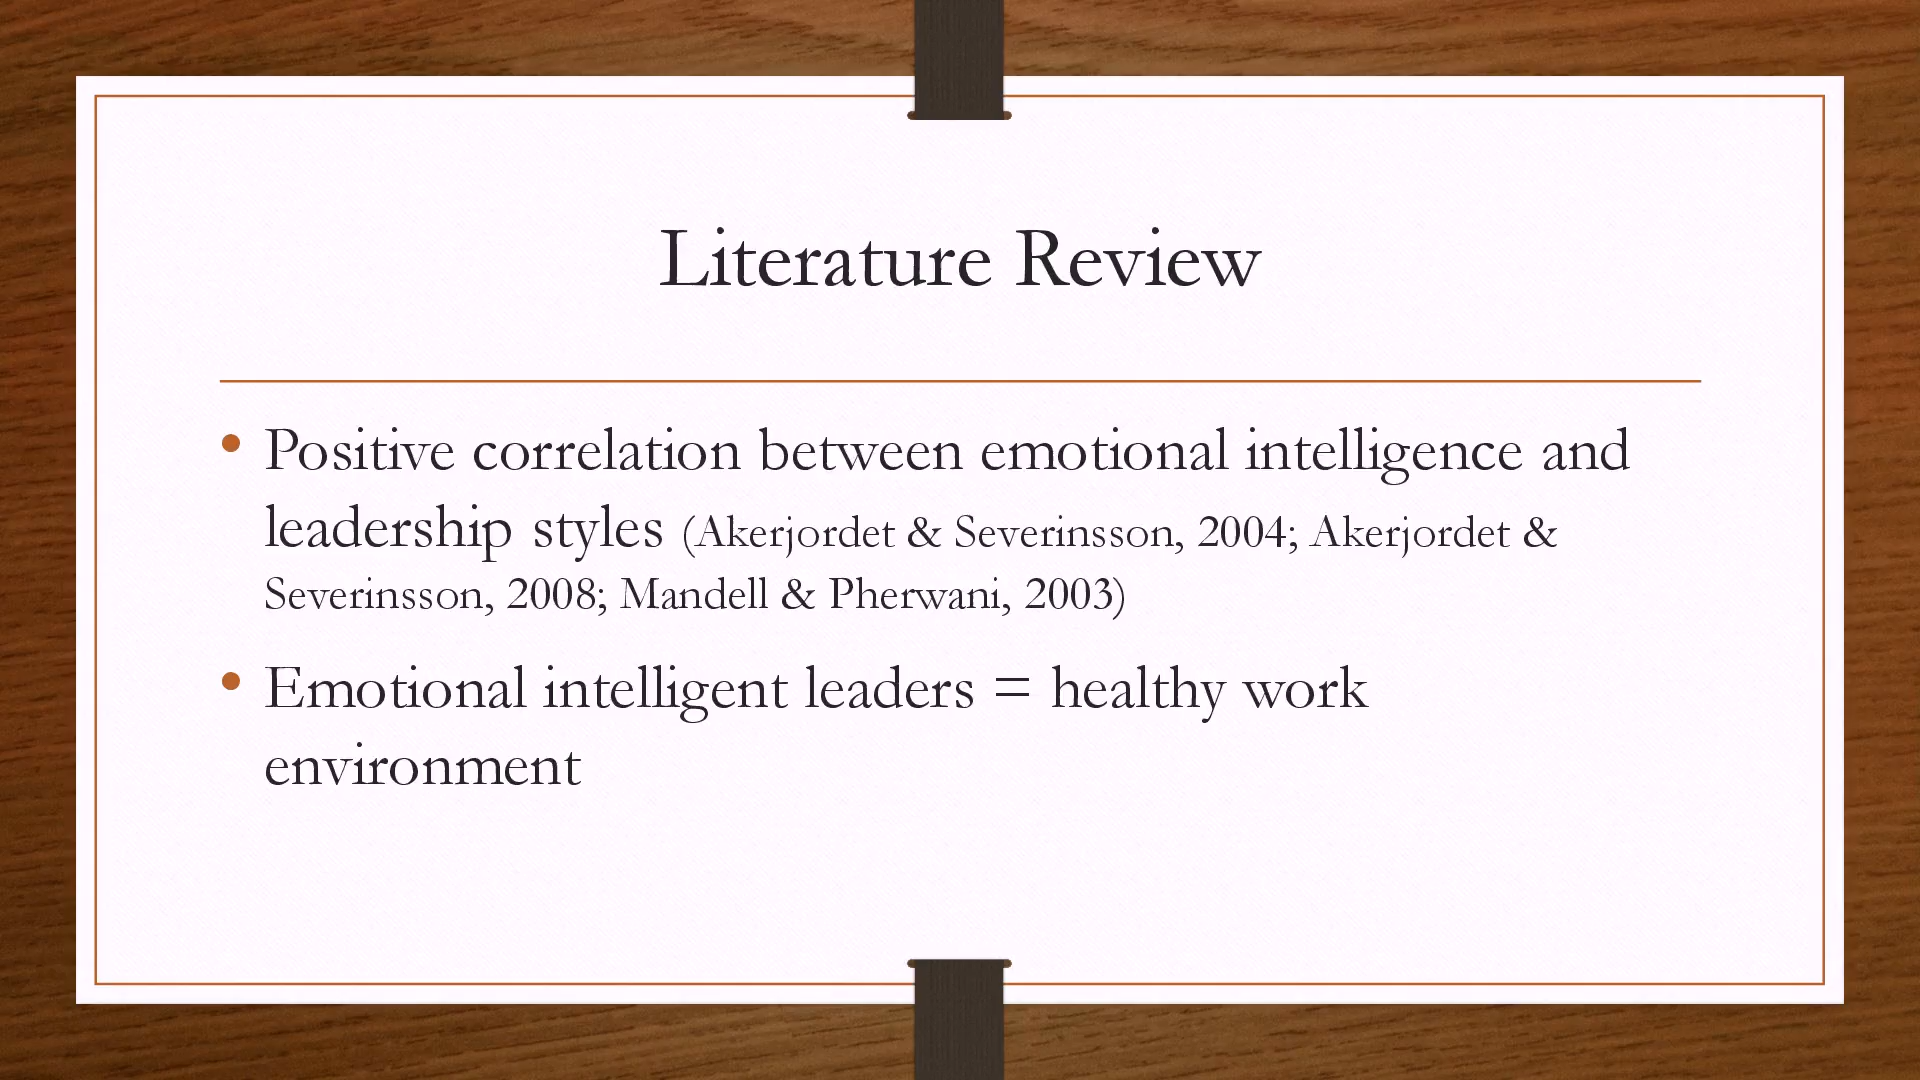 Literature Review
• Positive correlation between emotional intelligence and
leadership styles (Akerjordet & Severinsson, 2004; Akerjordet &
Severinsson, 2008; Mandell & Pherwani, 2003)
• Emotional intelligent leaders = healthy work
environment